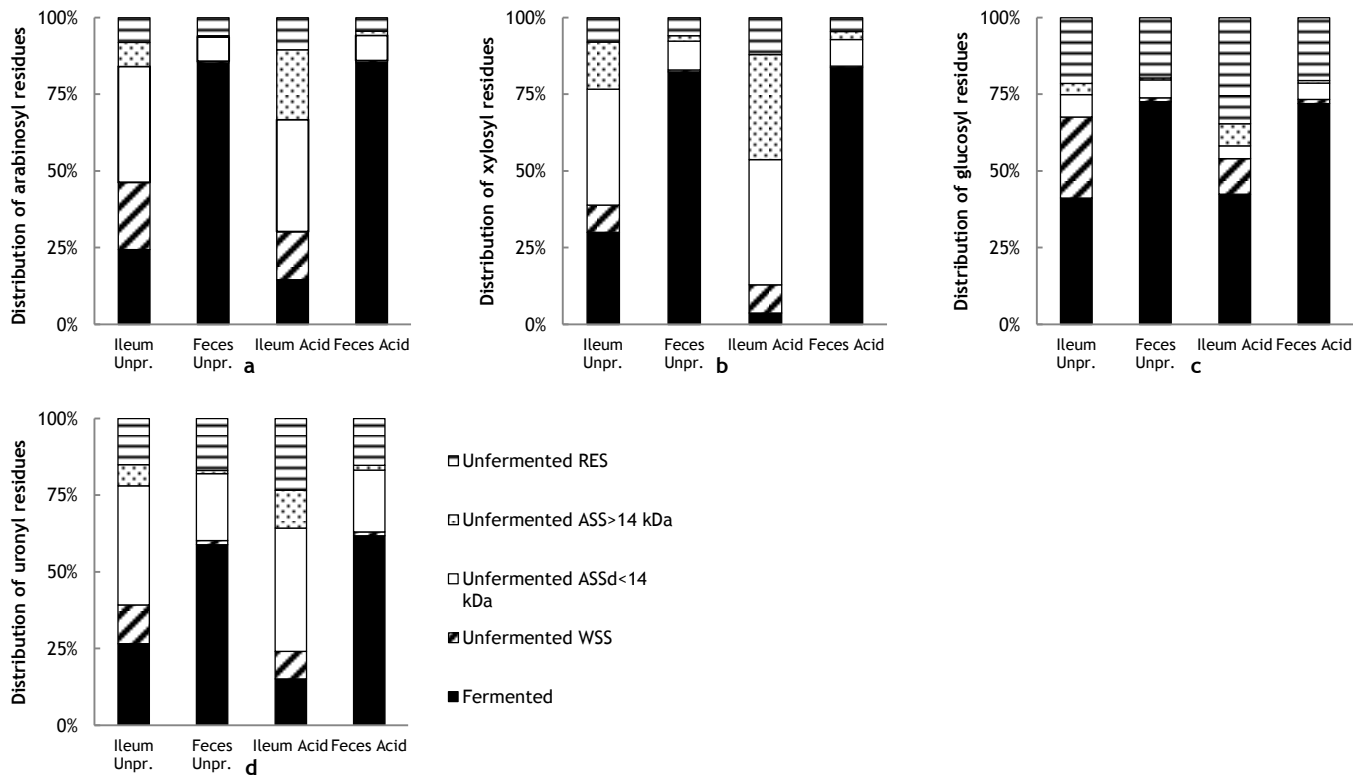 Distribution of arabinosyl residues
100%
75%
50%
25%
0%
Ileum Unpr.
Feces Unpr.
Ileum Acid
Feces Acid
a
Distribution of xylosyl residues
100%
75%
50%
25%
0%
Ileum Unpr.
Feces Unpr.
Ileum Acid
Feces Acid
b
Distribution of glucosyl residues
100%
75%
50%
25%
0%
Ileum Unpr.
Feces Unpr.
Ileum Acid
Feces Acid
c
Distribution of uronyl residues
100%
75%
50%
25%
0%
Ileum Unpr.
Feces Unpr.
Ileum Acid
Feces Acid
d
Unfermented RES
Unfermented ASS>14 kDa
Unfermented ASSd<14
kDa
Unfermented WSS
Fermented